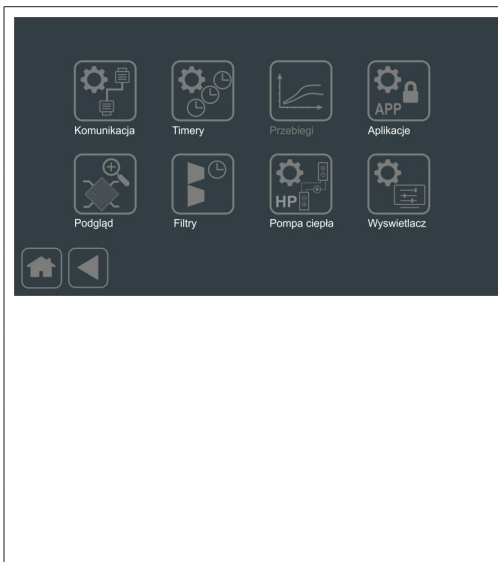 APP
Komunikacja Timery Przebiegi Aplikacje
HP
Podgląd Filtry Pompa ciepła Wyswietlacz